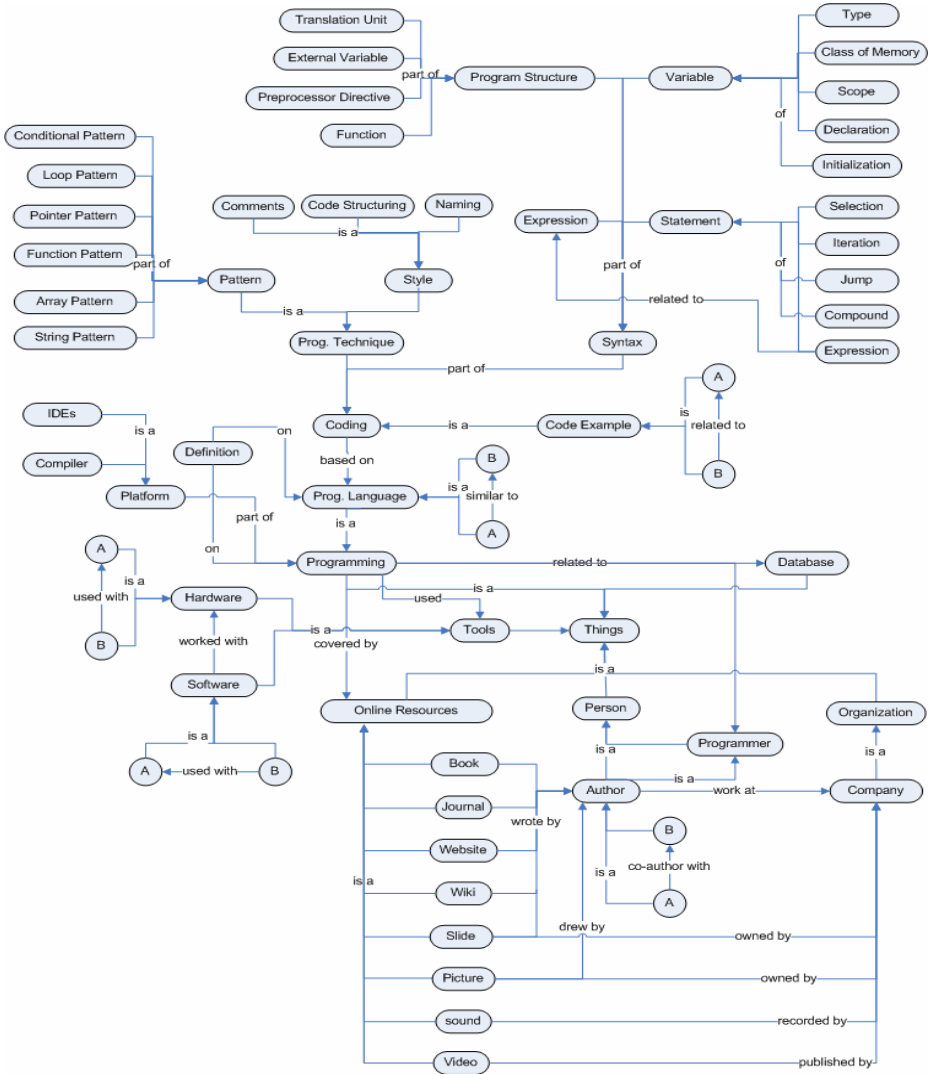 Translation Unit
Type
External Variable
Class of Memory
part of
Program Structure
Variable
Preprocessor Directive
Scope
of
Function
Declaration
Conditional Pattern
Initialization
Loop Pattern
Comments
Code Structuring
Naming
Selection
Pointer Pattern
Expression
Statement
is a
Iteration
Function Pattern
part of
part of
of
Pattern
Style
Jump
Array Pattern
is a
related to
Compound
String Pattern
Prog. Technique
Syntax
Expression
part of
A
IDEs
is a
on
Coding
is a
Code Example
is
related to
Compiler
Definition
based on
B
B
Platform
is a
similar to
Prog. Language
part of
is a
A
A
on
is a
Programming
related to
Database
used with
Hardware
is a
used
B
is a
Tools
Things
worked with
covered by
is a
Software
Person
Online Resources
Organization
is a
is a
Programmer
is a
A
used with
B
Book
is a
Author
work at
Company
Journal
wrote by
B
Website
co-author with
is a
is a
Wiki
A
drew by
Slide
owned by
Picture
owned by
sound
recorded by
Video
published by